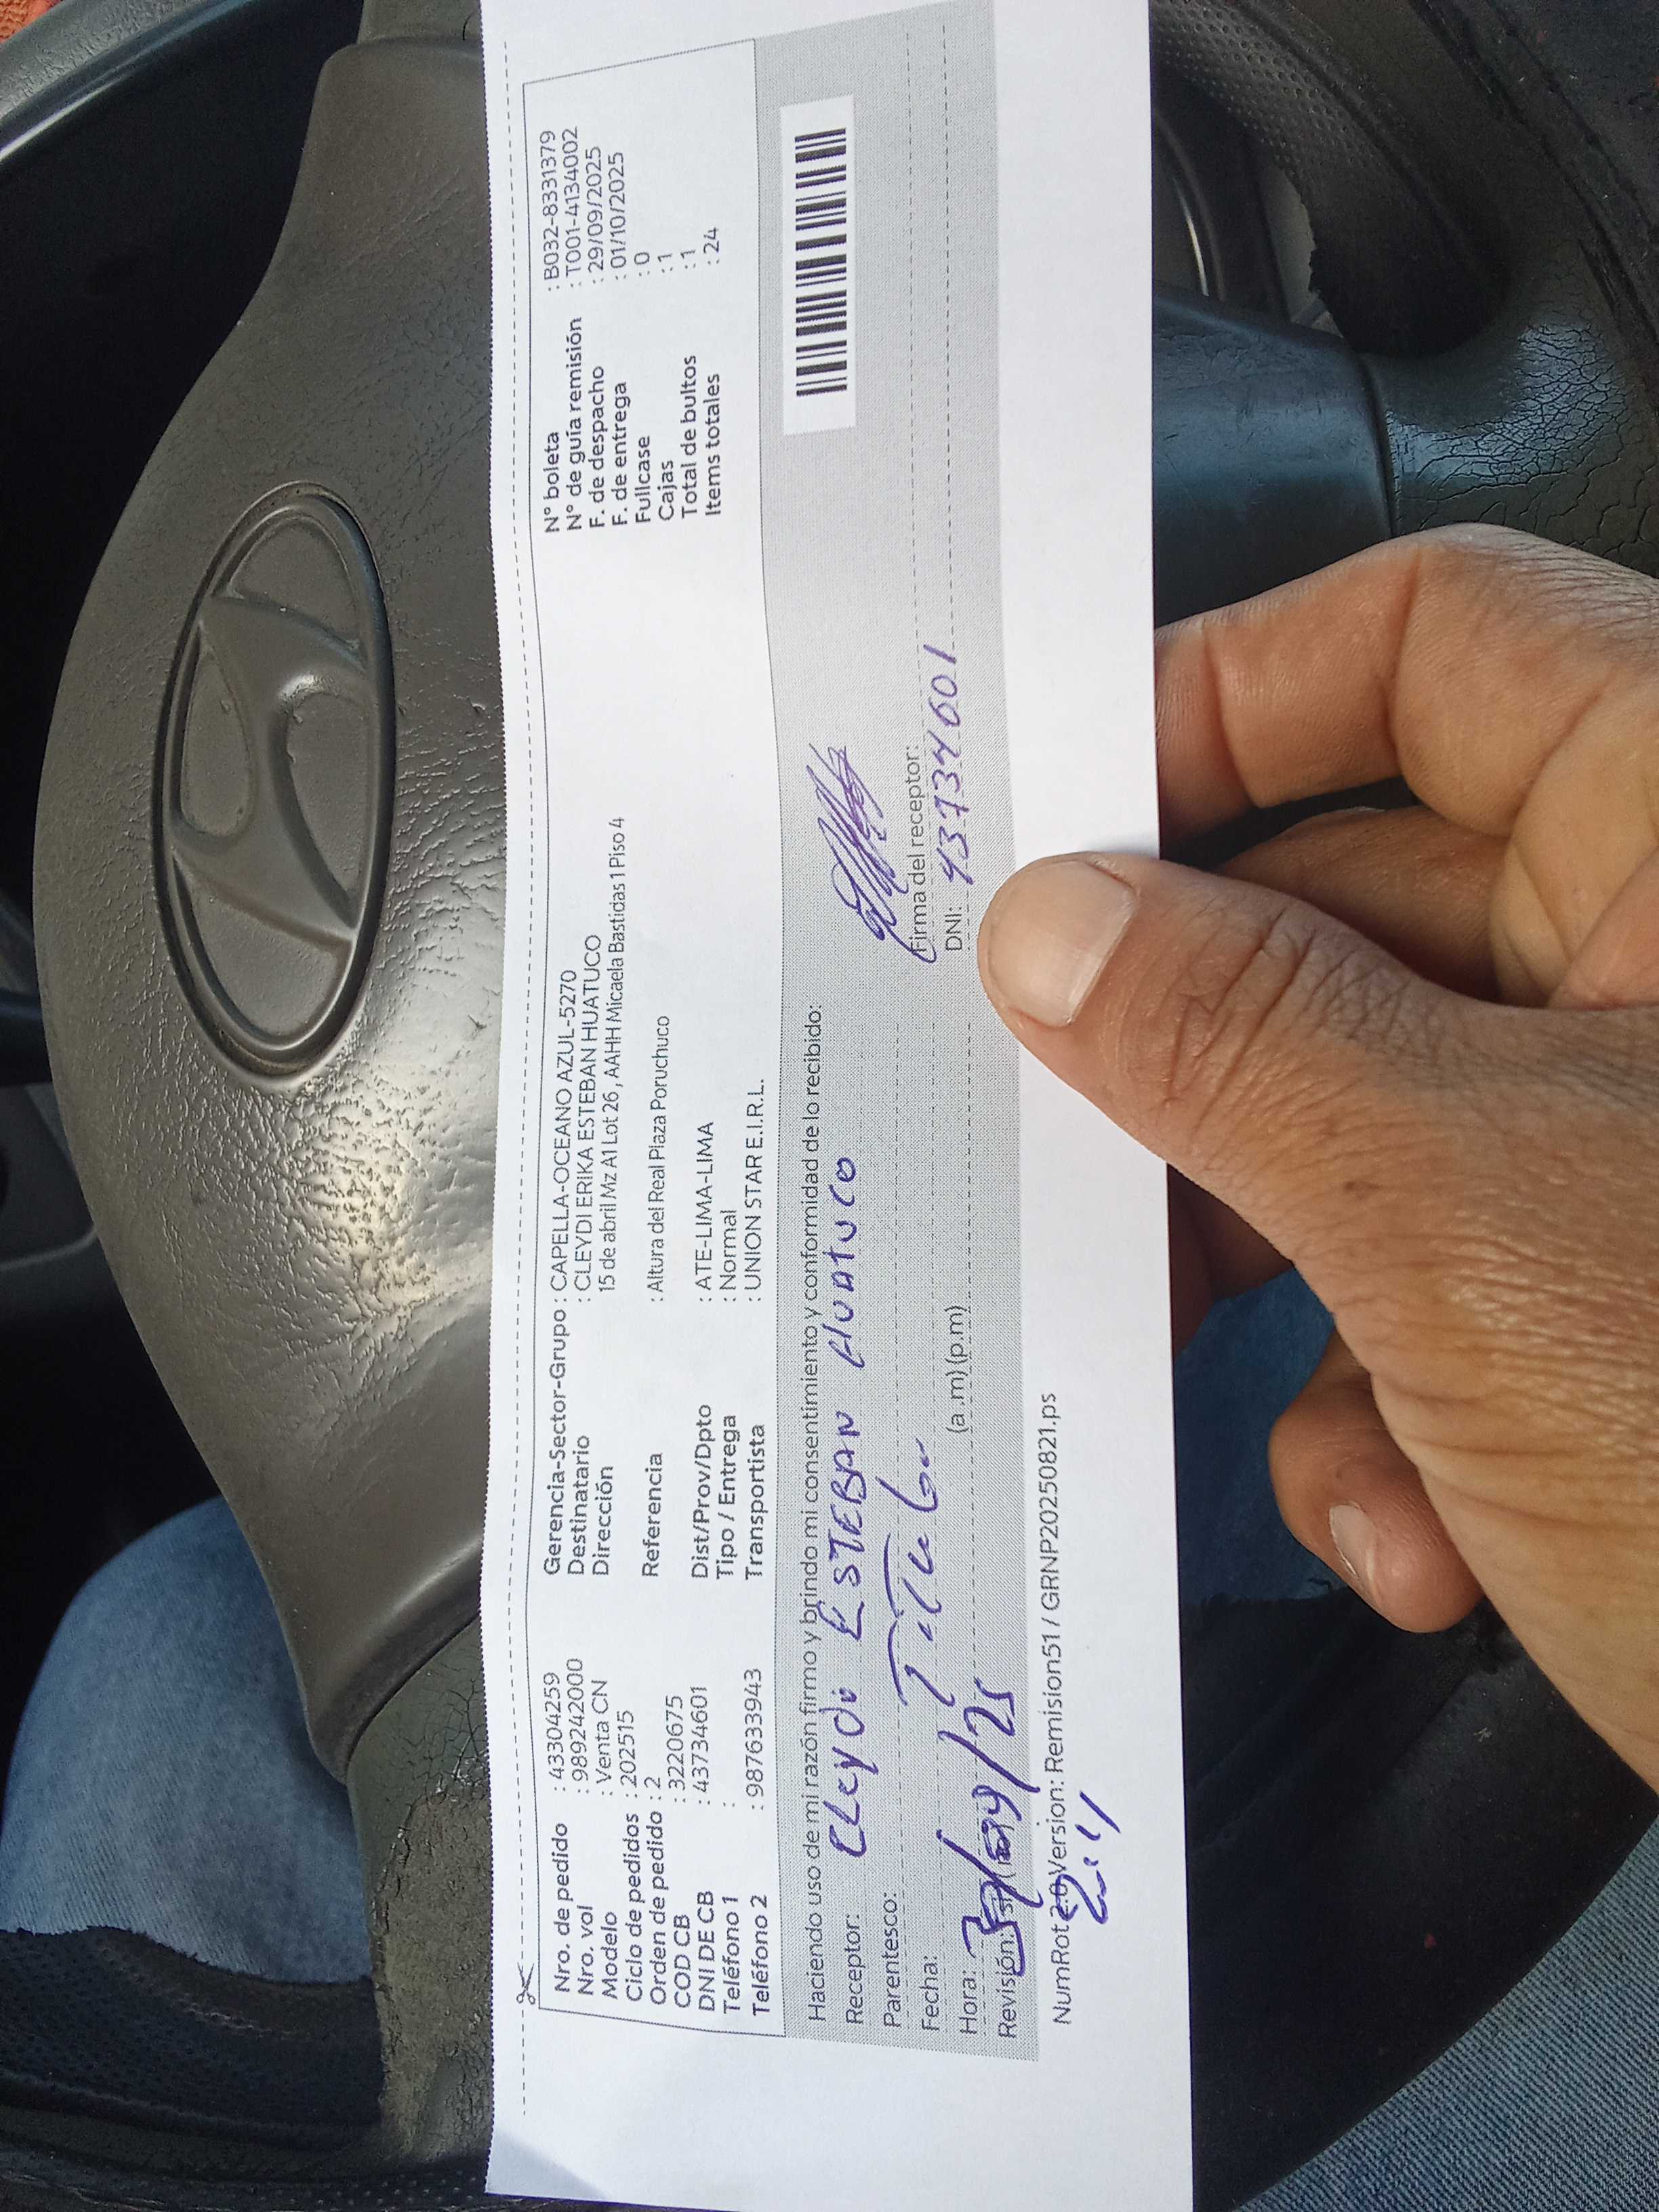 Nro. de pedido : 43304259
Nro. vol : 989242000
Modelo : Venta CN
Ciclo de pedidos : 202515
Orden de pedido : 2
COD CB : 3220675
DNI DE CB : 43734601
Teléfono 1 :
Teléfono 2 : 987633943
Gerencia-Sector-Grupo : CAPELLA-OCEANO AZUL-5270
Destinatario : CLEYDI ERIKA ESTEBAN HUATUCO
Dirección 15 de abril Mz A1 Lot 26 , AAHH Micaela Bastidas 1 Piso 4
Referencia : Altura del Real Plaza Poruchuco
Dist/Prov/Dpto : ATE-LIMA-LIMA
Tipo / Entrega : Normal
Transportista : UNION STAR E.I.R.L.
N° boleta : B032-8331379
N° de guía remisión : T001-4134002
F. de despacho : 29/09/2025
F. de entrega : 01/10/2025
Fullcase : 0
Cajas : 1
Total de bultos : 1
Items totales : 24
Haciendo uso de mi razón firmo y brindo mi consentimiento y conformidad de lo recibido:
Receptor: CLeydi ESTEBAN HUATUCO
Parentesco: Titular
Fecha:
Hora: (a .m) (p.m)
Revisión:
Firma del receptor:
DNI: 43734601
NumRot Version: Remision51 / GRNP20250821.ps